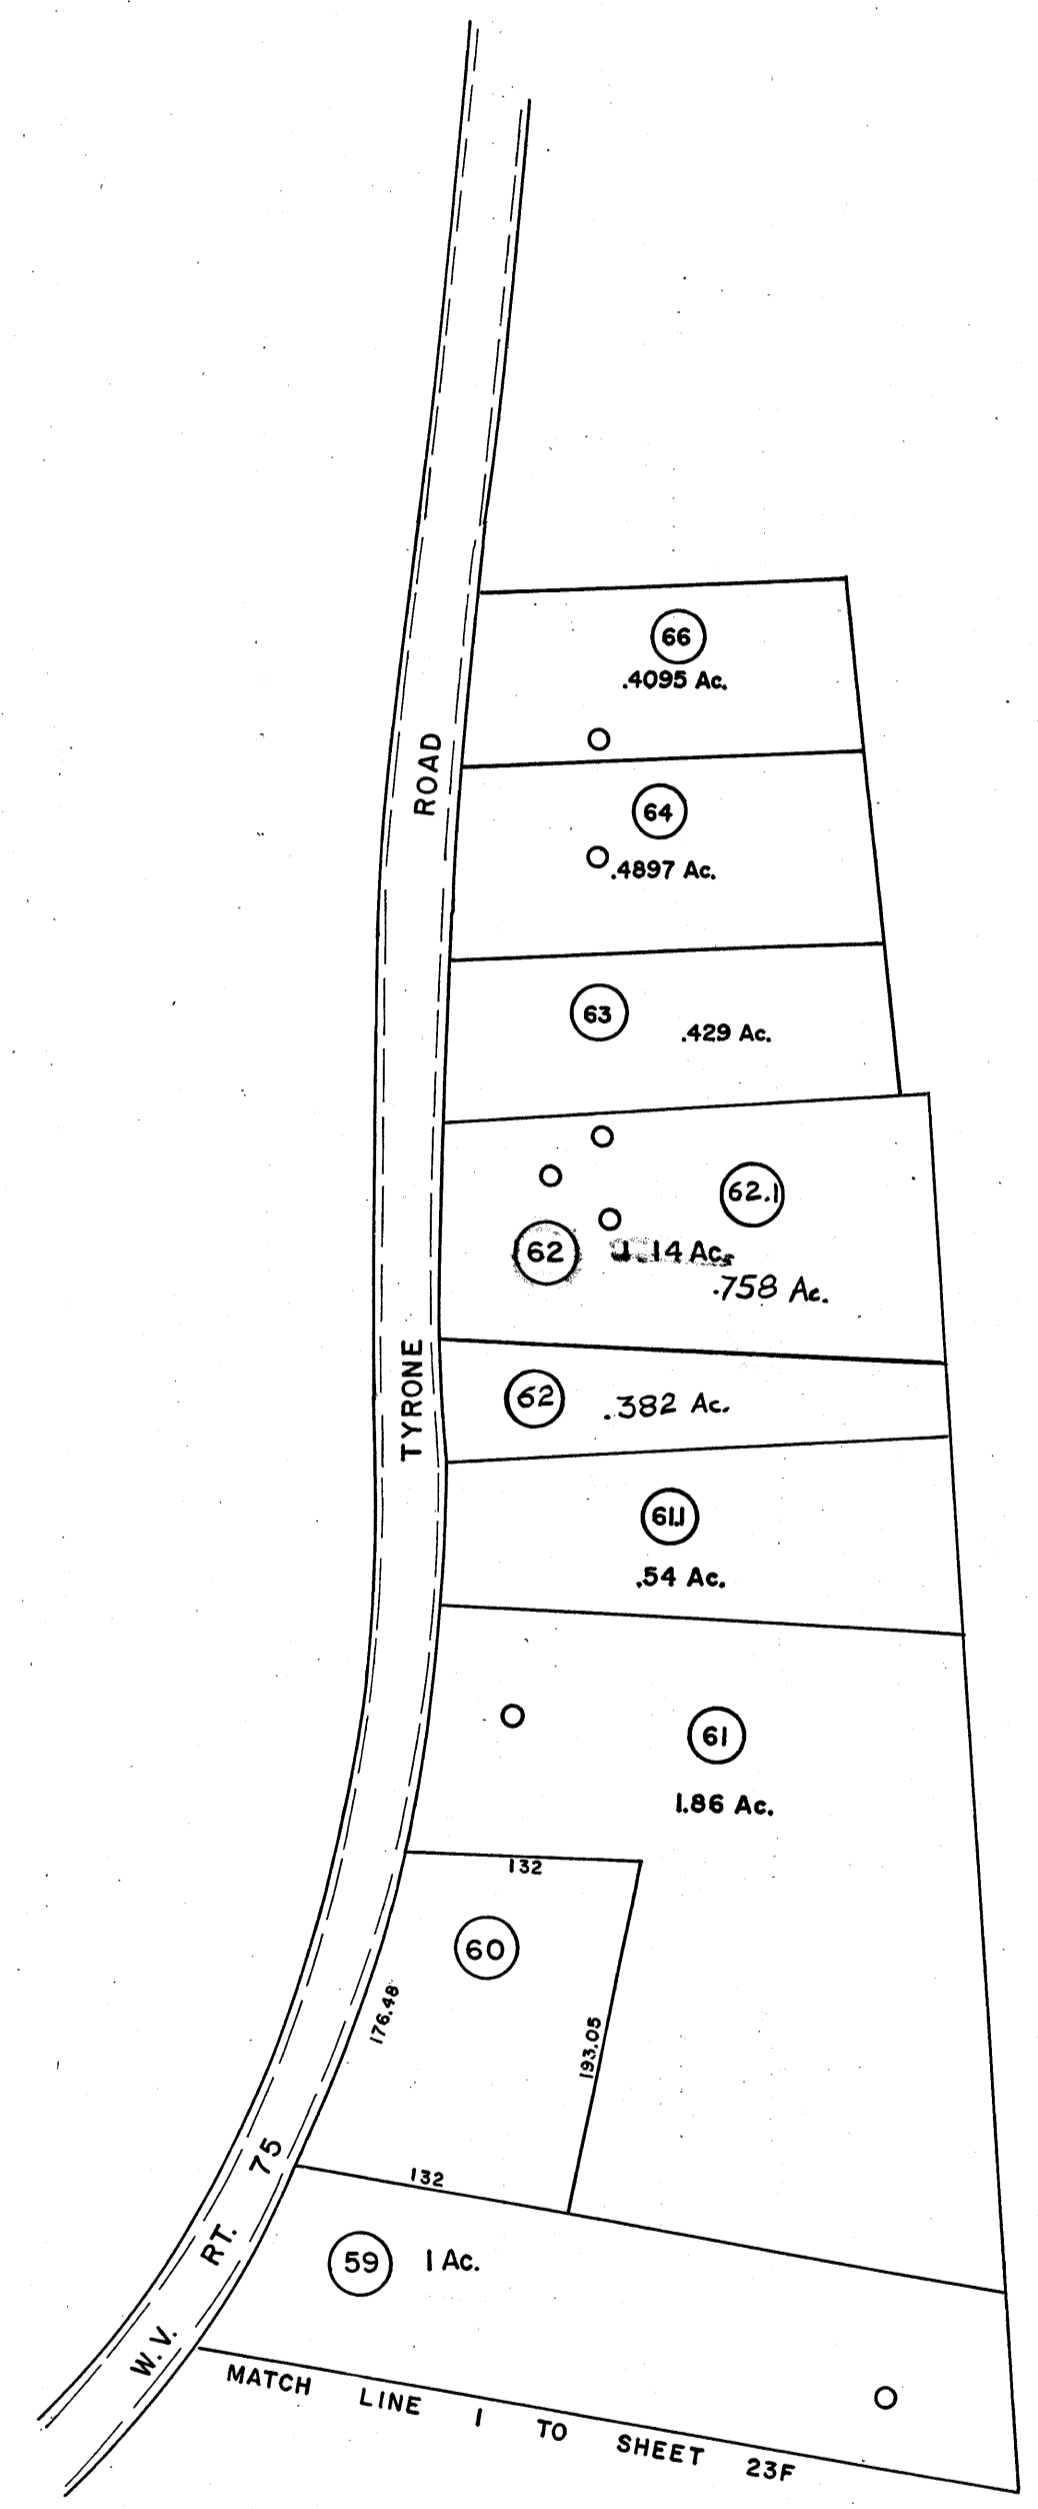 66
.4095 Ac.
ROAD
64
.4897 Ac.
63
.429 Ac.
62.1
62
1.14 Ac.
.758 Ac.
TYRONE
62
.382 Ac.
61.1
.54 Ac.
61
1.86 Ac.
132
60
176.48
193.05
132
W.V. RT. 75
59
1 Ac.
MATCH LINE 1 TO SHEET 23F